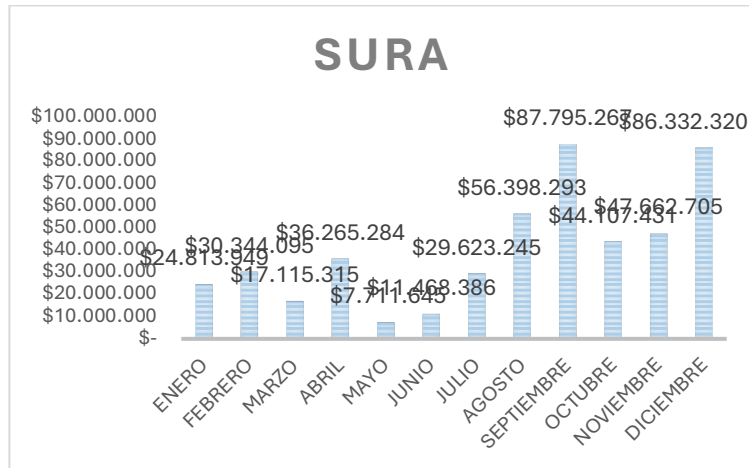 SURA
$100.000.000
$90.000.000
$80.000.000
$70.000.000
$60.000.000
$50.000.000
$40.000.000
$30.000.000
$20.000.000
$10.000.000
$-
$24.813.949
$30.344.095
$17.115.315
$36.265.284
$7.711.645
$11.468.386
$29.623.245
$56.398.293
$87.795.267
$44.107.431
$47.662.705
$86.332.320
ENERO
FEBRERO
MARZO
ABRIL
MAYO
JUNIO
JULIO
AGOSTO
SEPTIEMBRE
OCTUBRE
NOVIEMBRE
DICIEMBRE